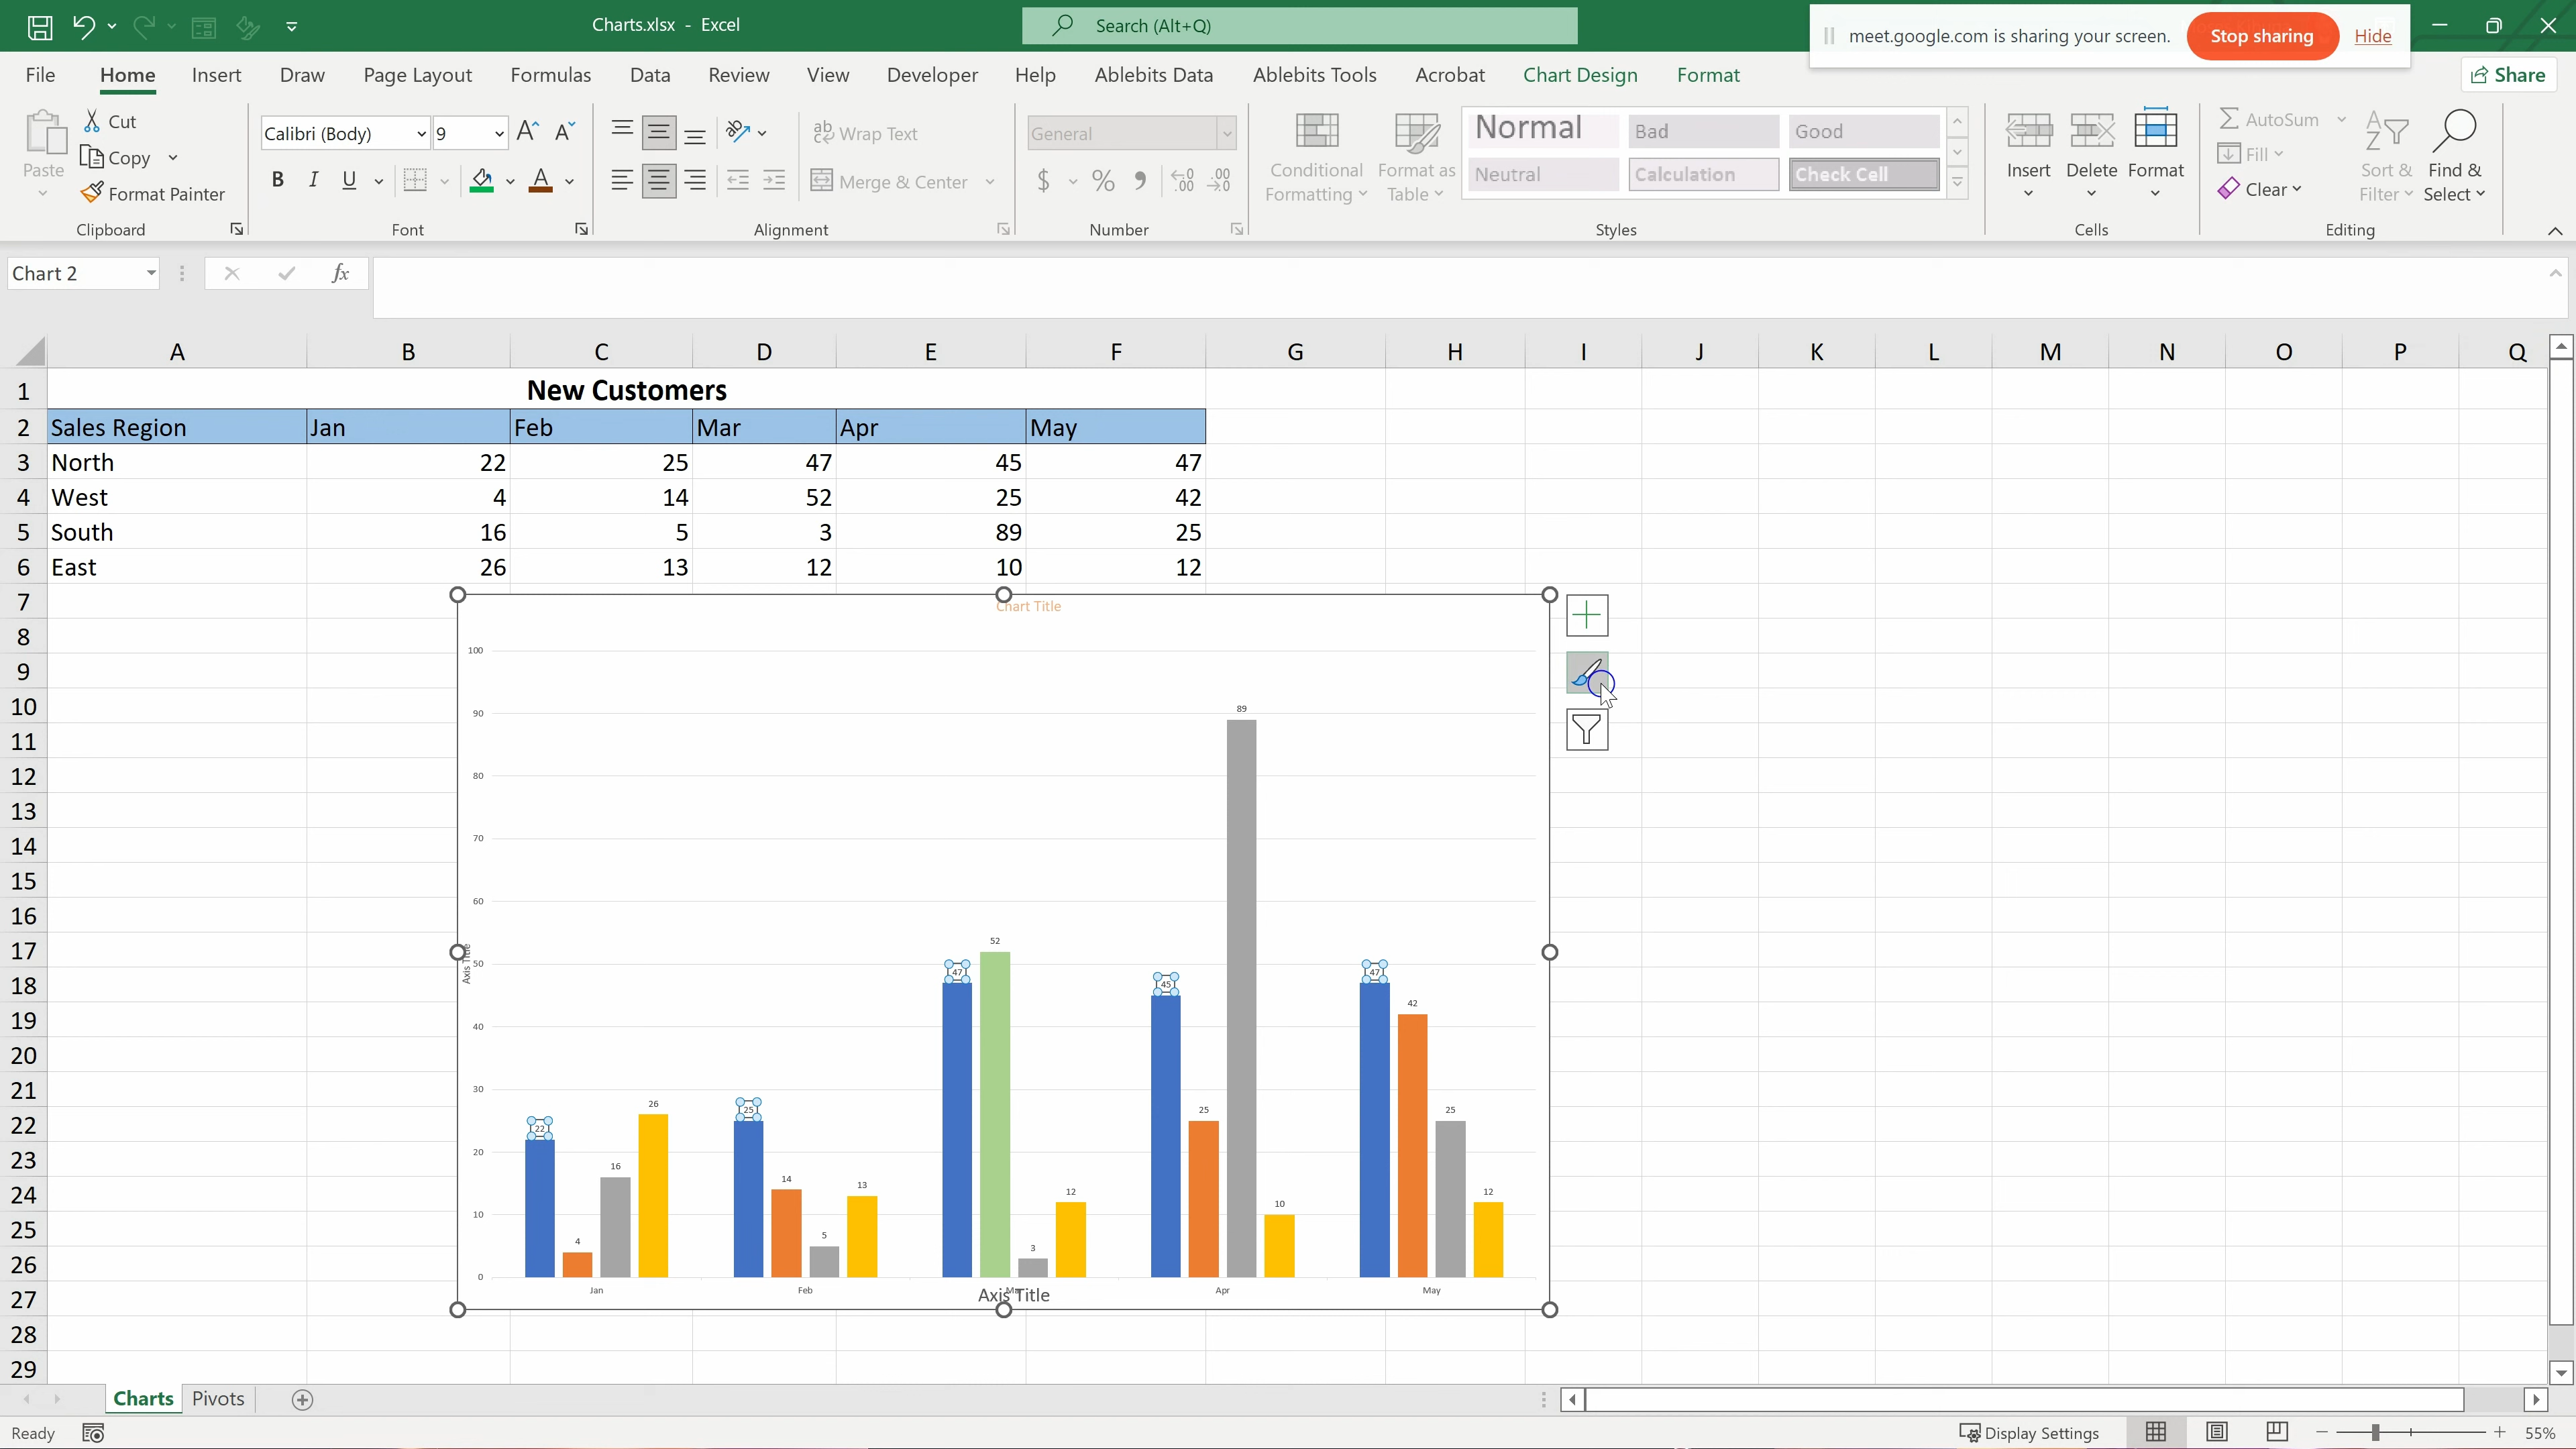 Charts.xlsx - Excel
Search (Alt+Q)
meet.google.com is sharing your screen.
Stop sharing
Hide
File Home Insert Draw Page Layout Formulas Data Review View Developer Help Ablebits Data Ablebits Tools Acrobat Chart Design Format
Share
Paste
Cut
Copy
Format Painter
Clipboard
Calibri (Body) 9
B I U
Font
Wrap Text
Merge & Center
Alignment
General
$ % ,
Number
Conditional Formatting
Format as Table
Normal Bad Good
Neutral Calculation Check Cell
Styles
Insert Delete Format
Cells
AutoSum
Fill
Clear
Sort & Filter
Find & Select
Editing
Chart 2
fx
A B C D E F G H I J K L M N O P Q
1 New Customers
2 Sales Region Jan Feb Mar Apr May
3 North 22 25 47 45 47
4 West 4 14 52 25 42
5 South 16 5 3 89 25
6 East 26 13 12 10 12
7
8
9
10
11
12
13
14
15
16
17
18
19
20
21
22
23
24
25
26
27
28
29
Chart Title
100
90
80
70
60
50
40
30
20
10
0
Axis Title
22 4 16 26
25 14 5 13
47 52 3 12
45 25 89 10
47 42 25 12
Jan Feb Mar Apr May
Axis Title
Charts Pivots
Ready
Display Settings
55%